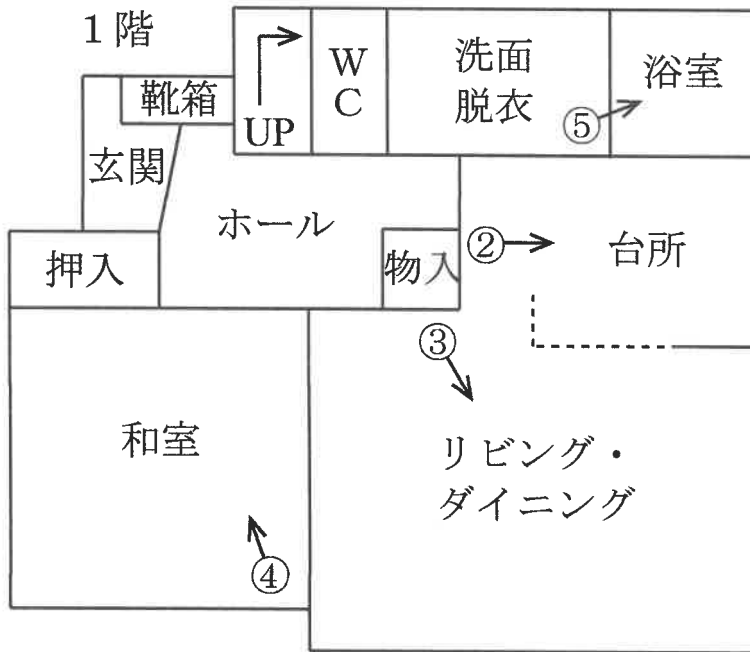 1階
靴箱
玄関
UP
WC
洗面
脱衣
浴室
⑤
ホール
押入
物入
②
台所
③
和室
リビング・
ダイニング
④